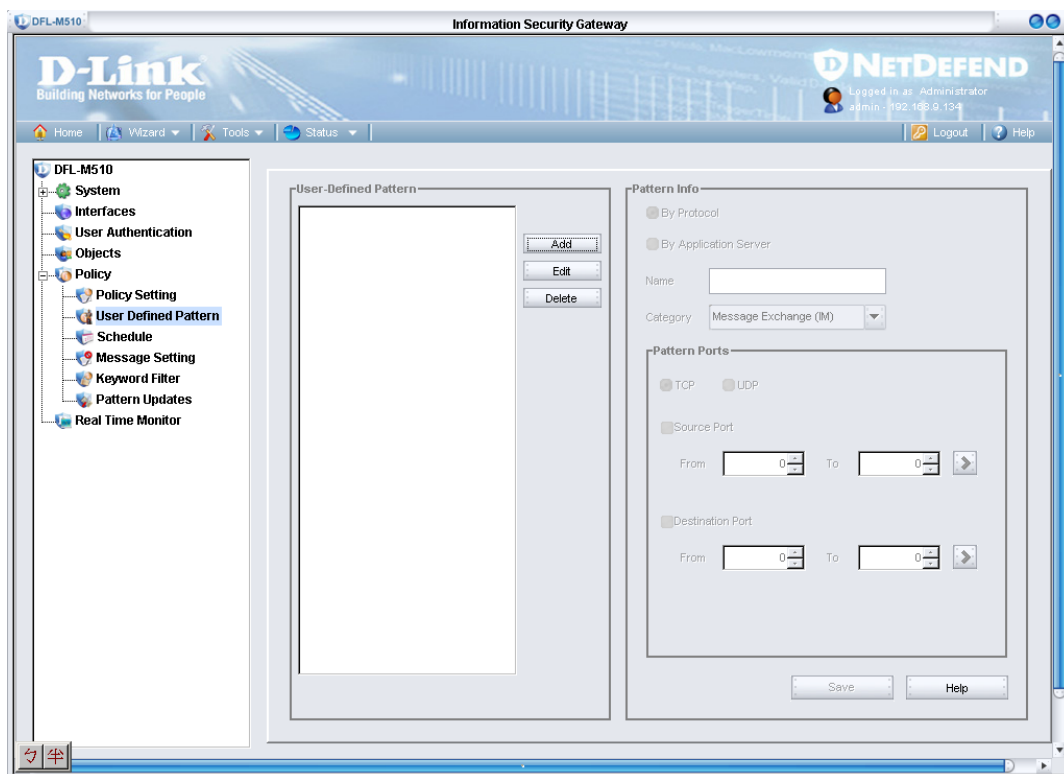 DFL-M510
Information Security Gateway
D-Link
Building Networks for People
NETDEFEND
Logged in as Administrator
admin - 192.168.9.134
Home Wizard Tools Status Logout Help
DFL-M510
System
Interfaces
User Authentication
Objects
Policy
Policy Setting
User Defined Pattern
Schedule
Message Setting
Keyword Filter
Pattern Updates
Real Time Monitor
User-Defined Pattern
Add
Edit
Delete
Pattern Info
By Protocol
By Application Server
Name
Category Message Exchange (IM)
Pattern Ports
TCP UDP
Source Port
From 0 To 0
Destination Port
From 0 To 0
Save Help
ㄅ 半